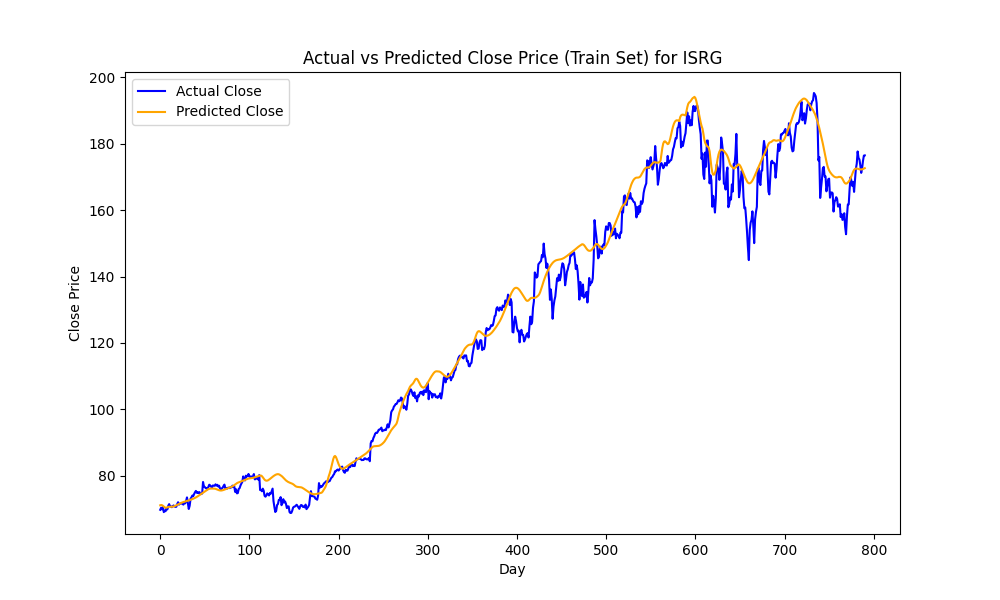 Actual vs Predicted Close Price (Train Set) for ISRG
Actual Close
Predicted Close
Close Price
200
180
160
140
120
100
80
0 100 200 300 400 500 600 700 800
Day